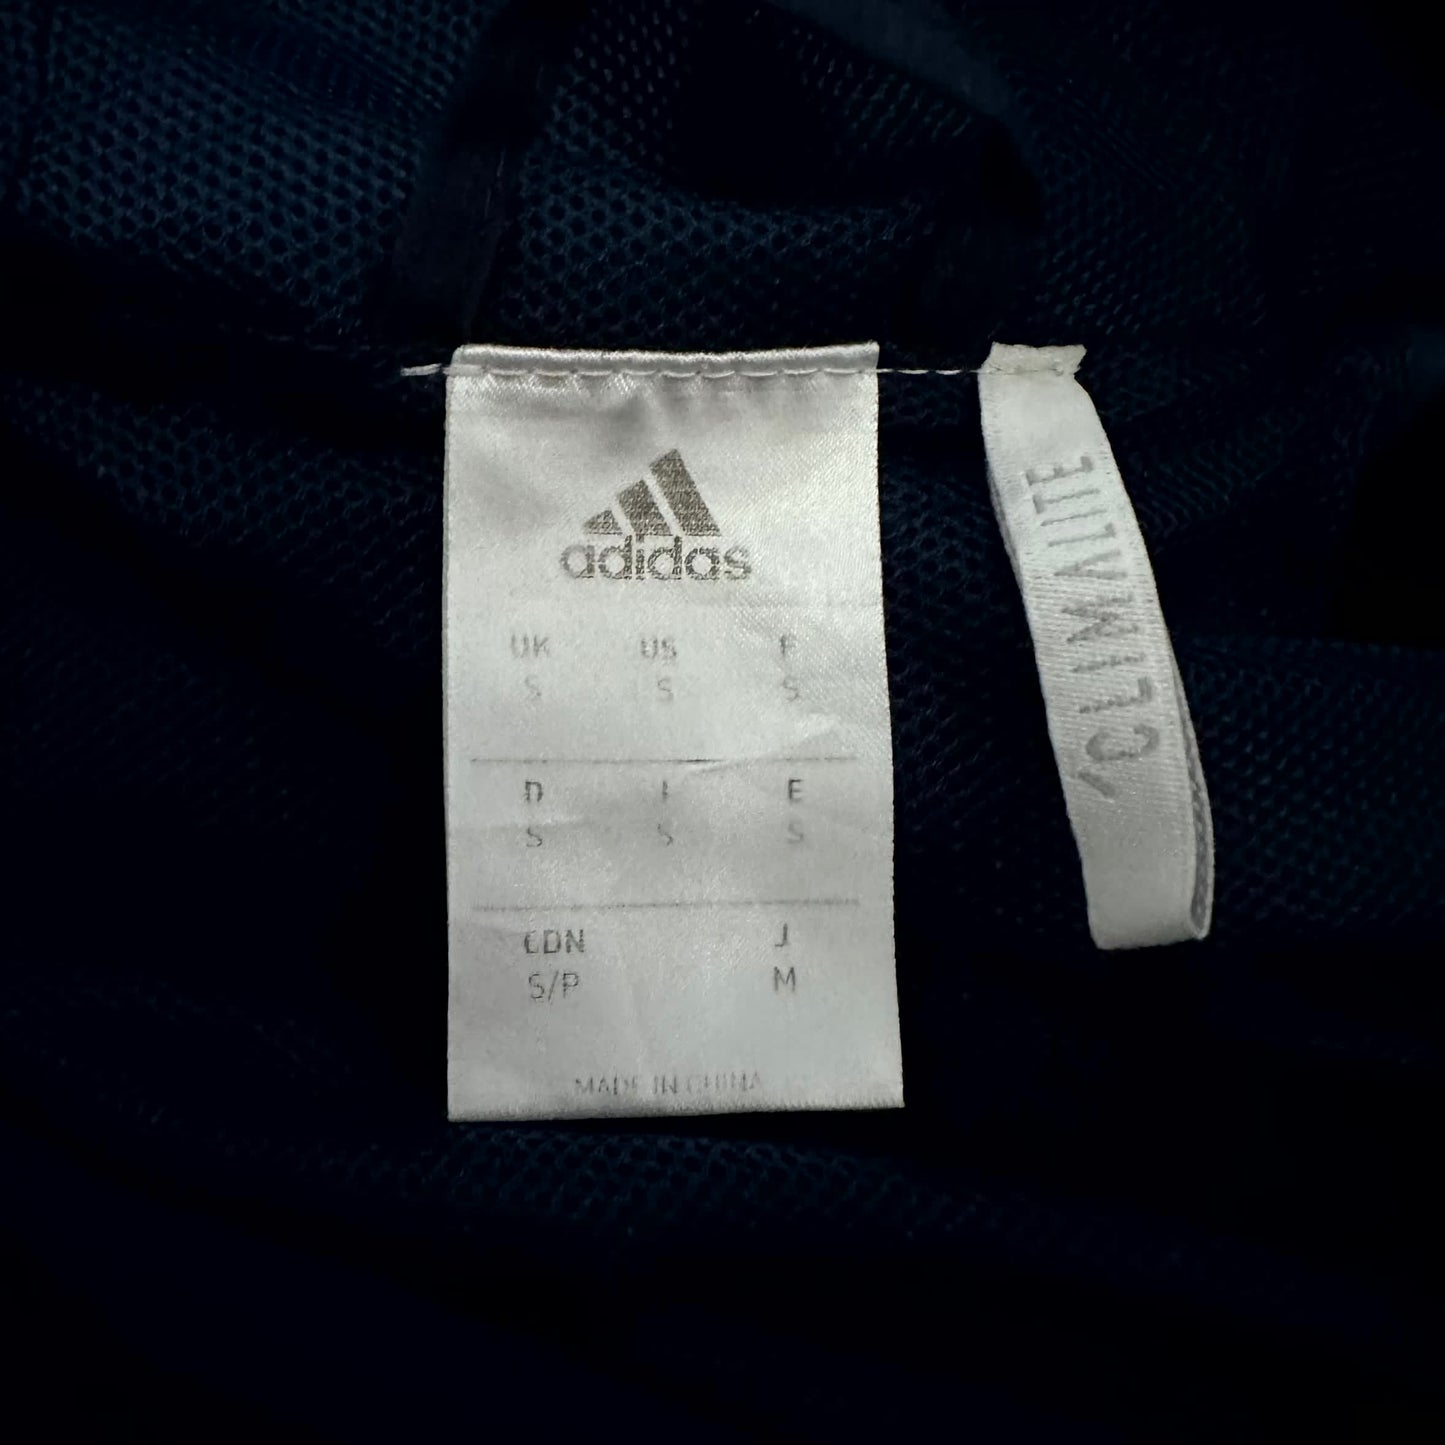 adidas
UK US F
S S S
D I E
S S S
CDN J
S/P M
MADE IN CHINA
CLIMALITE